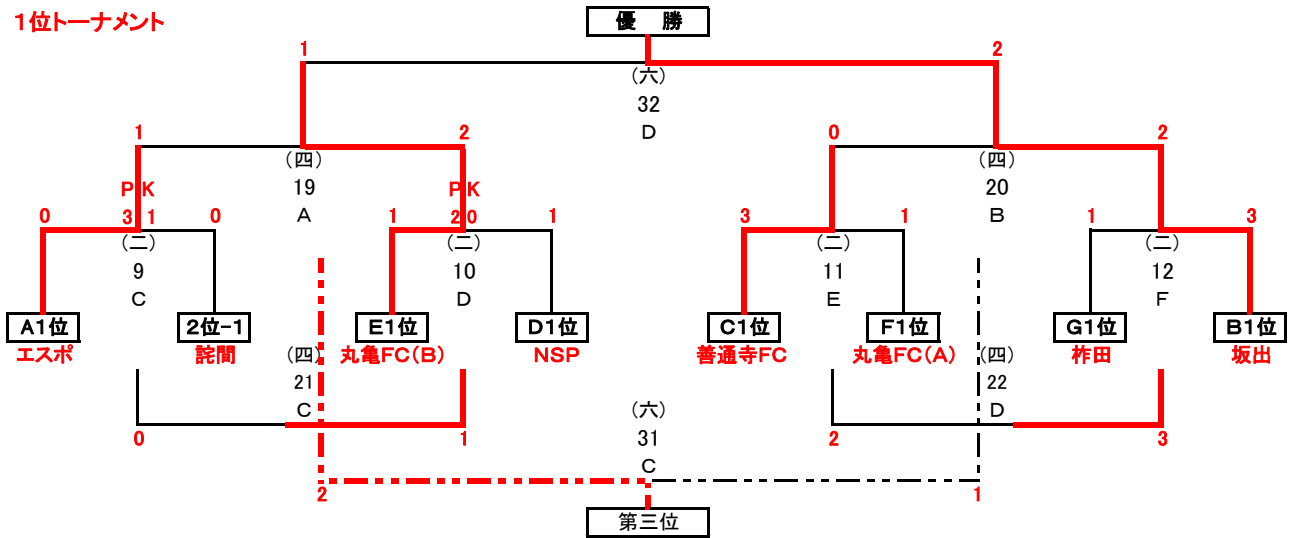 1位トーナメント
優 勝
1 2
(六)
32
D
1 2 0 2
(四) (四)
19 20
A B
PK PK
0 3 1 0 1 2 0 1 3 1 1 3
(二) (二) (二) (二)
9 10 11 12
C D E F
A1位 2位-1 E1位 D1位 C1位 F1位 G1位 B1位
エスポ 詫間 丸亀FC(B) NSP 善通寺FC 丸亀FC(A) 柞田 坂出
(四) (四)
21 22
C D
(六)
0 1 31 2 3
C
2 1
第三位